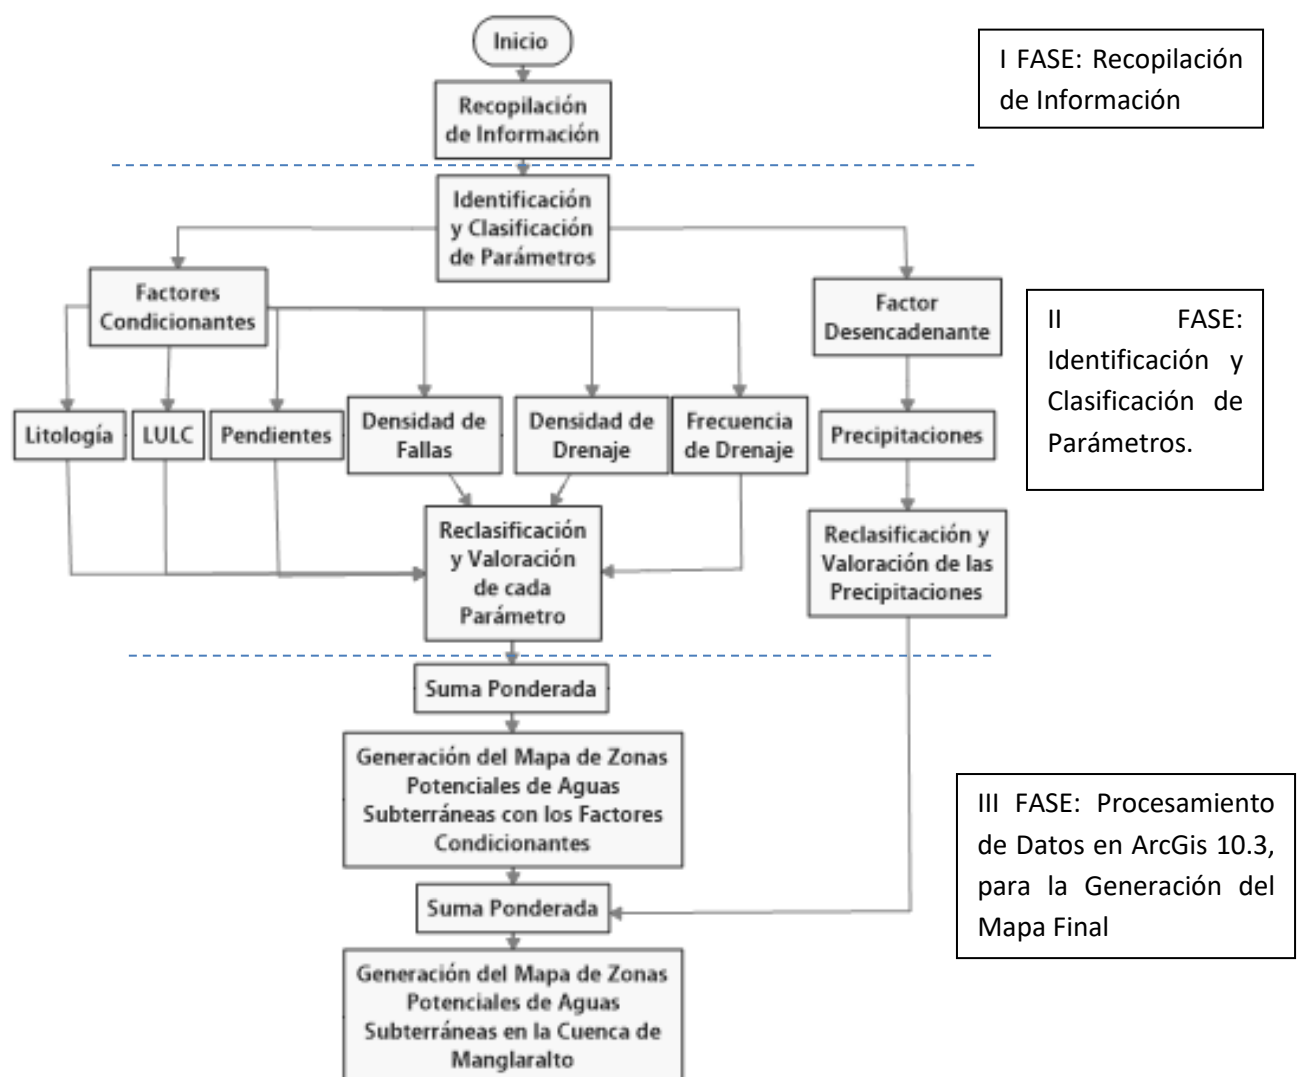 Inicio
I FASE: Recopilación
de Información
Recopilación
de Información
Identificación
y Clasificación
de Parámetros
Factores
Condicionantes
Factor
Desencadenante
II FASE:
Identificación y
Clasificación de
Parámetros.
Litología
LULC
Pendientes
Densidad de
Fallas
Densidad de
Drenaje
Frecuencia
de Drenaje
Precipitaciones
Reclasificación
y Valoración
de cada
Parámetro
Reclasificación y
Valoración de las
Precipitaciones
Suma Ponderada
Generación del Mapa de Zonas
Potenciales de Aguas
Subterráneas con los Factores
Condicionantes
III FASE: Procesamiento
de Datos en ArcGis 10.3,
para la Generación del
Mapa Final
Suma Ponderada
Generación del Mapa de Zonas
Potenciales de Aguas
Subterráneas en la Cuenca de
Manglaralto